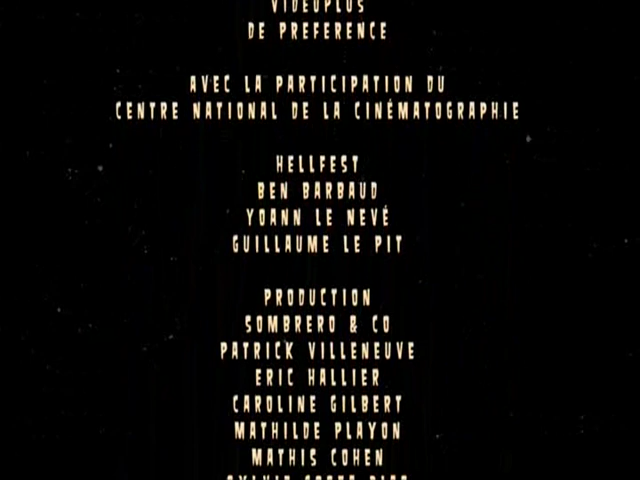 VIDEOPLUS
DE PREFERENCE
AVEC LA PARTICIPATION DU
CENTRE NATIONAL DE LA CINÉMATOGRAPHIE
HELLFEST
BEN BARBAUD
YOANN LE NEVÉ
GUILLAUME LE PIT
PRODUCTION
SOMBRERO & CO
PATRICK VILLENEUVE
ERIC HALLIER
CAROLINE GILBERT
MATHILDE PLAYON
MATHIS COHEN